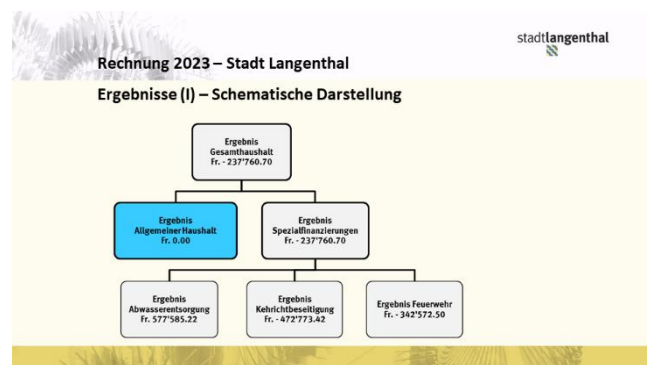 stadtlangenthal
Rechnung 2023 – Stadt Langenthal
Ergebnisse (I) – Schematische Darstellung
Ergebnis
Gesamthaushalt
Fr. - 237'760.70
Ergebnis
Allgemeiner Haushalt
Fr. 0.00
Ergebnis
Spezialfinanzierungen
Fr. - 237'760.70
Ergebnis
Abwasserentsorgung
Fr. 577'585.22
Ergebnis
Kehrichtbeseitigung
Fr. - 472'773.42
Ergebnis Feuerwehr
Fr. - 342'572.50